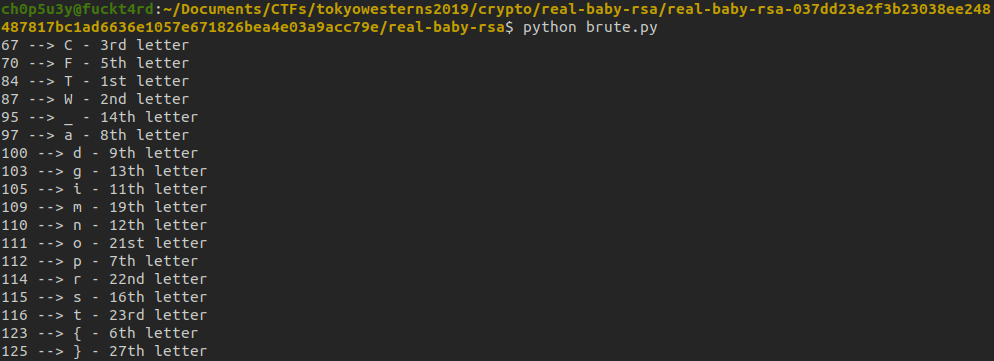 ch0p5u3y@fuckt4rd:~/Documents/CTFs/tokyowesterns2019/crypto/real-baby-rsa/real-baby-rsa-037dd23e2f3b23038ee248
487817bc1ad6636e1057e671826bea4e03a9acc79e/real-baby-rsa$ python brute.py
67 --> C - 3rd letter
70 --> F - 5th letter
84 --> T - 1st letter
87 --> W - 2nd letter
95 --> _ - 14th letter
97 --> a - 8th letter
100 --> d - 9th letter
103 --> g - 13th letter
105 --> i - 11th letter
109 --> m - 19th letter
110 --> n - 12th letter
111 --> o - 21st letter
112 --> p - 7th letter
114 --> r - 22nd letter
115 --> s - 16th letter
116 --> t - 23rd letter
123 --> { - 6th letter
125 --> } - 27th letter